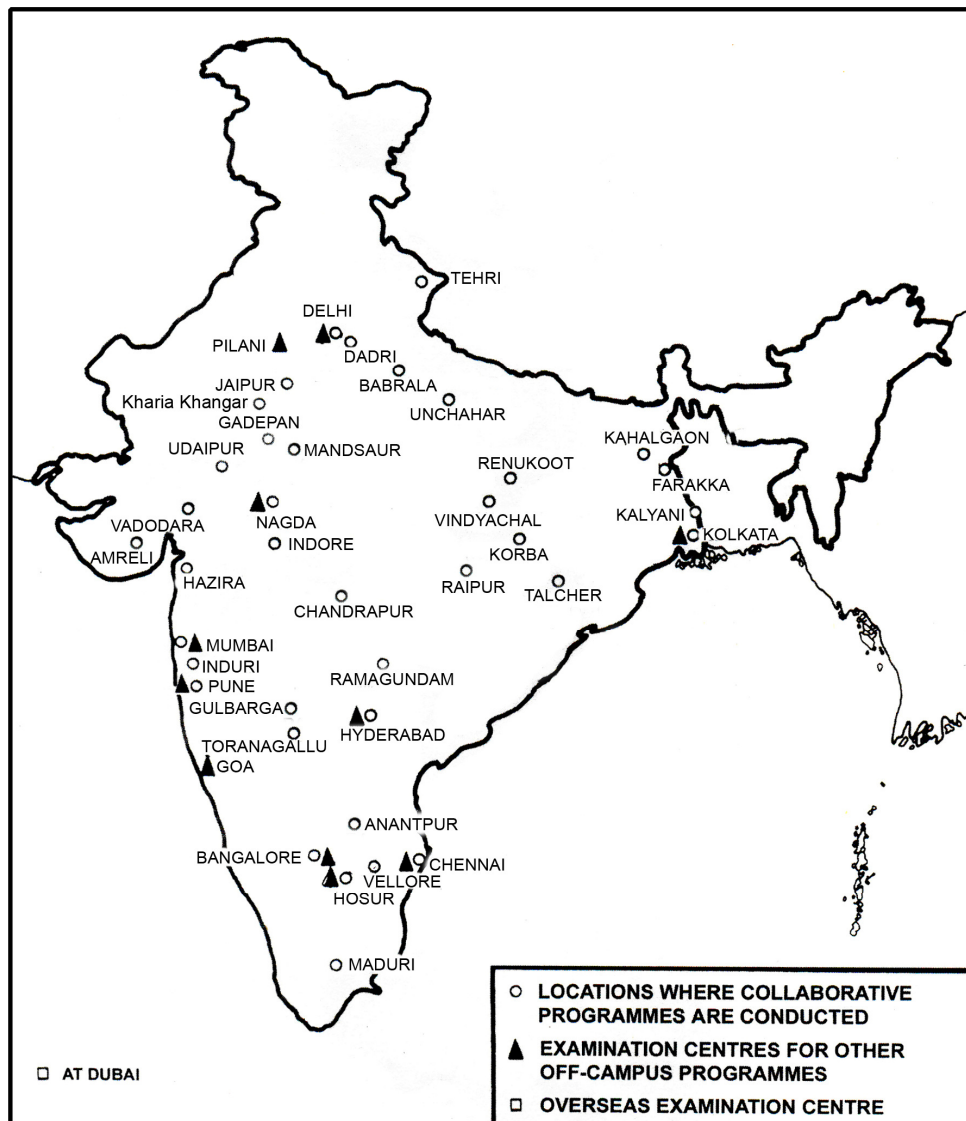 TEHRI
DELHI
PILANI
DADRI
BABRALA
JAIPUR
UNCHAHAR
Kharia Khangar
GADEPAN
KAHALGAON
UDAIPUR
MANDSAUR
RENUKOOT
FARAKKA
VADODARA
NAGDA
VINDYACHAL
KALYANI
KOLKATA
INDORE
KORBA
AMRELI
HAZIRA
RAIPUR
TALCHER
CHANDRAPUR
MUMBAI
INDURI
RAMAGUNDAM
PUNE
GULBARGA
HYDERABAD
TORANAGALLU
GOA
ANANTPUR
BANGALORE
CHENNAI
VELLORE
HOSUR
MADURI
LOCATIONS WHERE COLLABORATIVE
PROGRAMMES ARE CONDUCTED
EXAMINATION CENTRES FOR OTHER
OFF-CAMPUS PROGRAMMES
OVERSEAS EXAMINATION CENTRE
AT DUBAI